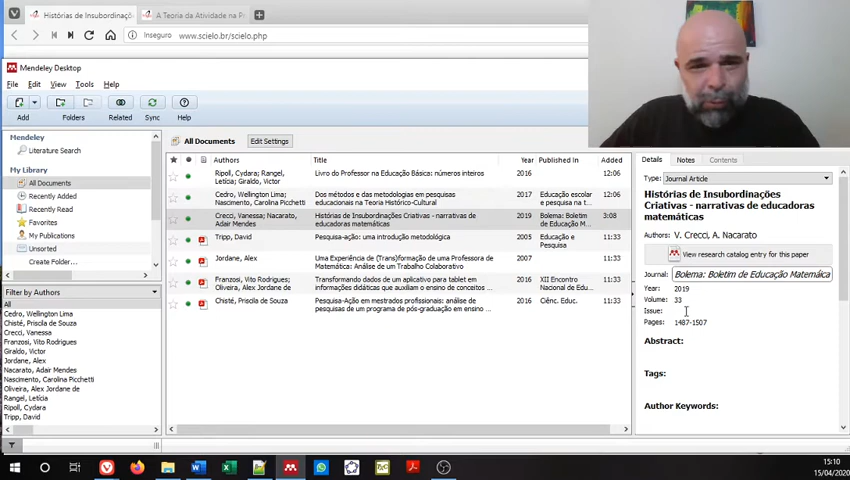 Histórias de Insubordinaçõe
A Teoria da Atividade na P
Inseguro www.scielo.br/scielo.php
Mendeley Desktop
File Edit View Tools Help
Add Folders Related Sync Help
Mendeley
Literature Search
My Library
All Documents
Recently Added
Recently Read
Favorites
My Publications
Unsorted
Create Folder...
Filter by Authors
All
Cedro, Wellington Lima
Chisté, Priscila de Souza
Crecci, Vanessa
Franzosi, Vito Rodrigues
Giraldo, Victor
Jordane, Alex
Nacarato, Adair Mendes
Nascimento, Carolina Picchetti
Oliveira, Alex Jordane de
Rangel, Letícia
Ripoll, Cydara
Tripp, David
All Documents Edit Settings
Authors Title Year Published In Added
Ripoll, Cydara; Rangel, Livro do Professor na Educação Básica: números inteiros 2016 12:06
Letícia; Giraldo, Victor
Cedro, Wellington Lima; Dos métodos e das metodologias em pesquisas 2017 Educação escolar 12:06
Nascimento, Carolina Picchetti educacionais na Teoria Histórico-Cultural e pesquisa na t...
Crecci, Vanessa; Nacarato, Histórias de Insubordinações Criativas - narrativas de 2019 Bolema: Boletim 3:08
Adair Mendes educadoras matemáticas de Educação M...
Tripp, David Pesquisa-ação: uma introdução metodológica 2005 Educação e 11:33
Pesquisa
Jordane, Alex Uma Experiência de (Trans)formação de uma Professora de 2007 11:33
Matemática: Análise de um Trabalho Colaborativo
Franzosi, Vito Rodrigues; Transformando dados de um aplicativo para tablet em 2016 XII Encontro 11:33
Oliveira, Alex Jordane de informações que auxiliam o ensino de conceitos de ... Nacional de Edu...
Chisté, Priscila de Souza Pesquisa-Ação em mestrados profissionais: análise de 2016 Ciênc. Educ. 11:33
pesquisas de um programa de pós-graduação em ensino ...
Details Notes Contents
Type: Journal Article
Histórias de Insubordinações
Criativas - narrativas de educadoras
matemáticas
Authors: V. Crecci, A. Nacarato
View research catalog entry for this paper
Journal: Bolema: Boletim de Educação Matemáca
Year: 2019
Volume: 33
Issue:
Pages: 1487-1507
Abstract:
Tags:
Author Keywords:
15:10
15/04/2020